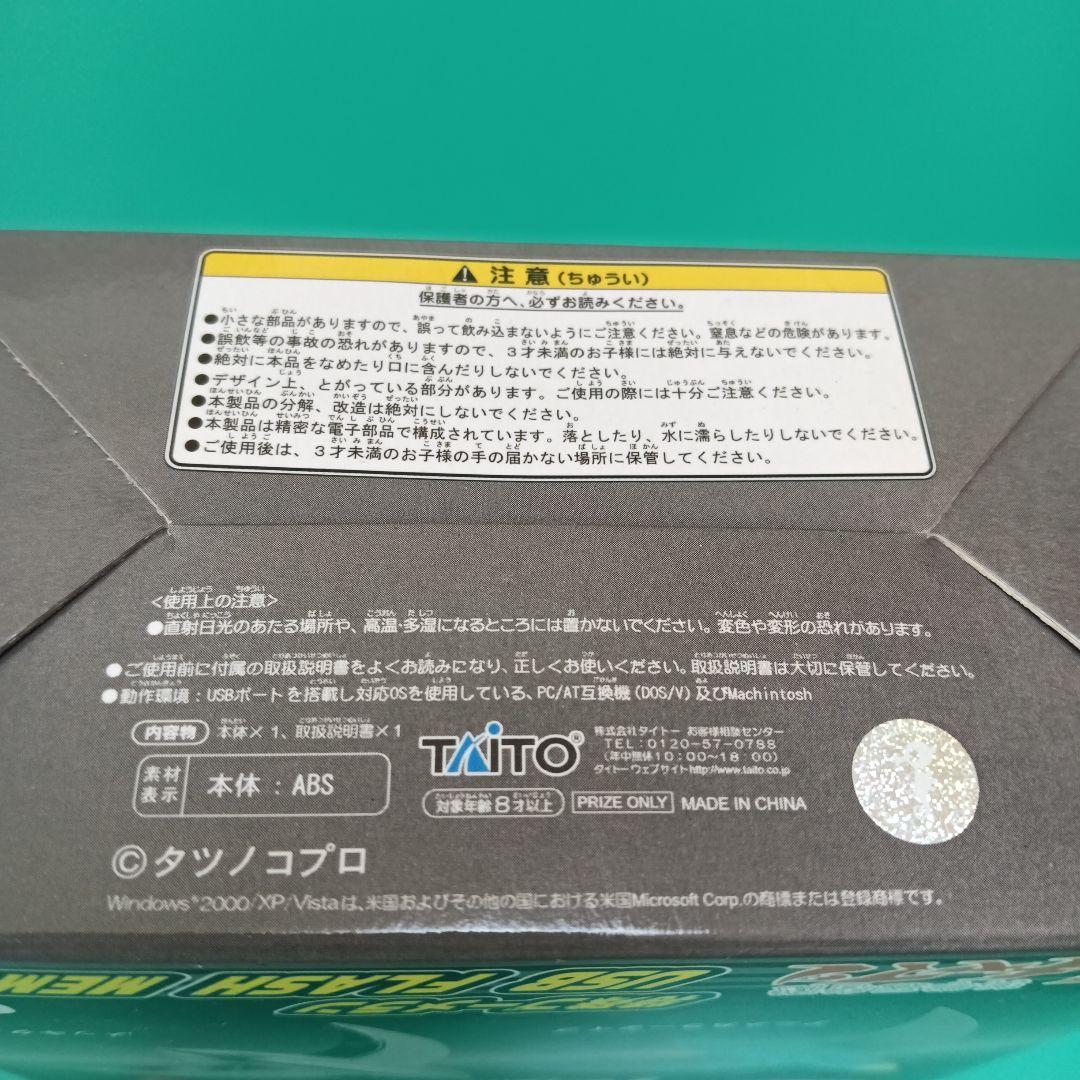 注意(ちゅうい)
保護者の方へ、必ずお読みください。
●小さな部品がありますので、誤って飲み込まないようにご注意ください。窒息などの危険があります。
●誤飲等の事故の恐れがありますので、3才未満のお子様には絶対に与えないでください。
●絶対に本品をなめたり口に含んだりしないでください。
●デザイン上、とがっている部分があります。ご使用の際には十分ご注意ください。
●本製品の分解、改造は絶対にしないでください。
●本製品は精密な電子部品で構成されています。落としたり、水に濡らしたりしないでください。
●ご使用後は、3才未満のお子様の手の届かない場所に保管してください。
<使用上の注意>
●直射日光のあたる場所や、高温・多湿になるところには置かないでください。変色や変形の恐れがあります。
●ご使用前に付属の取扱説明書をよくお読みになり、正しくお使いください。取扱説明書は大切に保管してください。
●動作環境:USBポートを搭載し対応OSを使用している、PC/AT互換機(DOS/V)及びMachintosh
内容物 本体×1、取扱説明書×1
素材表示 本体:ABS
TAITO®
株式会社タイトー お客様相談センター
TEL:0120-57-0788
(年中無休10:00〜18:00)
タイトーウェブサイトhttp://www.taito.co.jp
対象年齢8才以上 PRIZE ONLY MADE IN CHINA
©タツノコプロ
Windows®2000/XP/Vistaは、米国およびその他の国における米国Microsoft Corp.の商標または登録商標です。
USB FLASH MEM